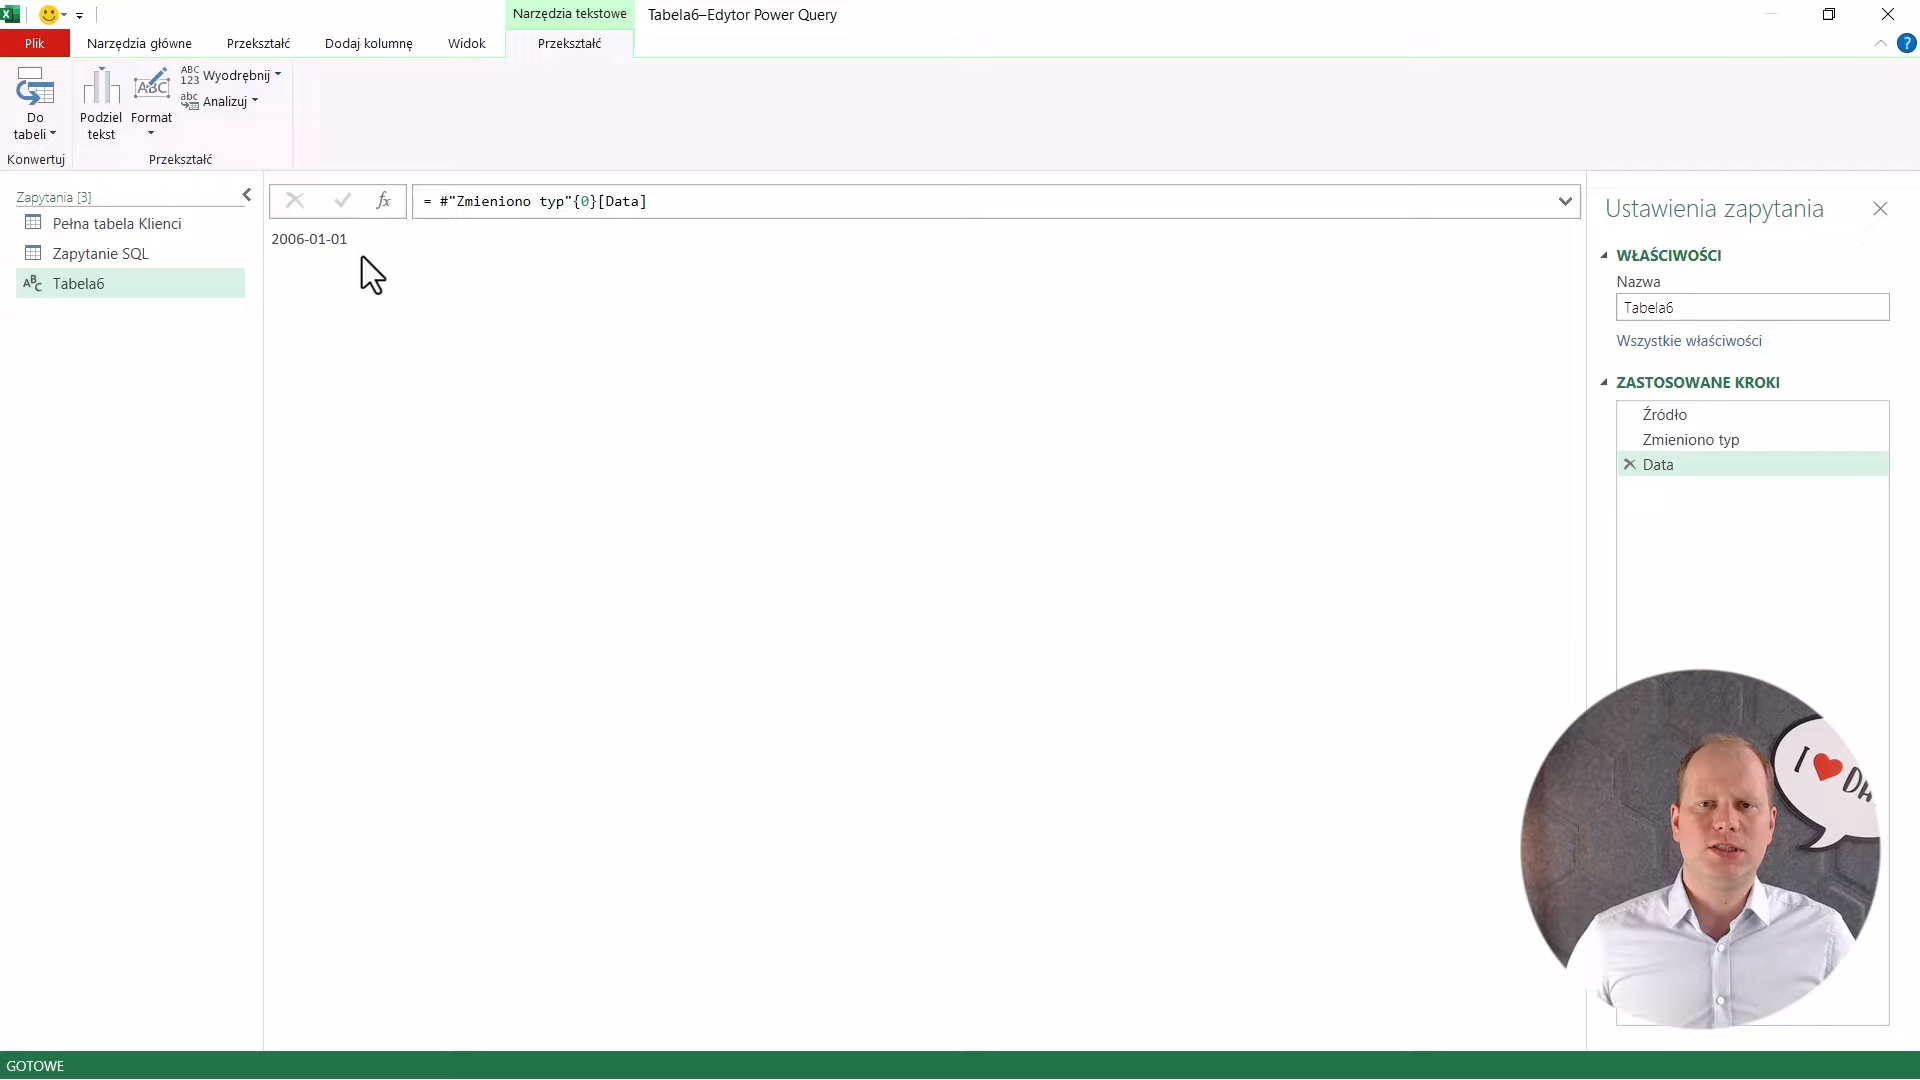 Narzędzia tekstowe
Tabela6–Edytor Power Query
Plik
Narzędzia główne
Przekształć
Dodaj kolumnę
Widok
Przekształć
Do
tabeli
Podziel
tekst
Format
Wyodrębnij
Analizuj
Konwertuj
Przekształć
Zapytania [3]
Pełna tabela Klienci
Zapytanie SQL
Tabela6
fx
= #"Zmieniono typ"{0}[Data]
2006-01-01
Ustawienia zapytania
WŁAŚCIWOŚCI
Nazwa
Tabela6
Wszystkie właściwości
ZASTOSOWANE KROKI
Źródło
Zmieniono typ
Data
I ❤ DA
GOTOWE